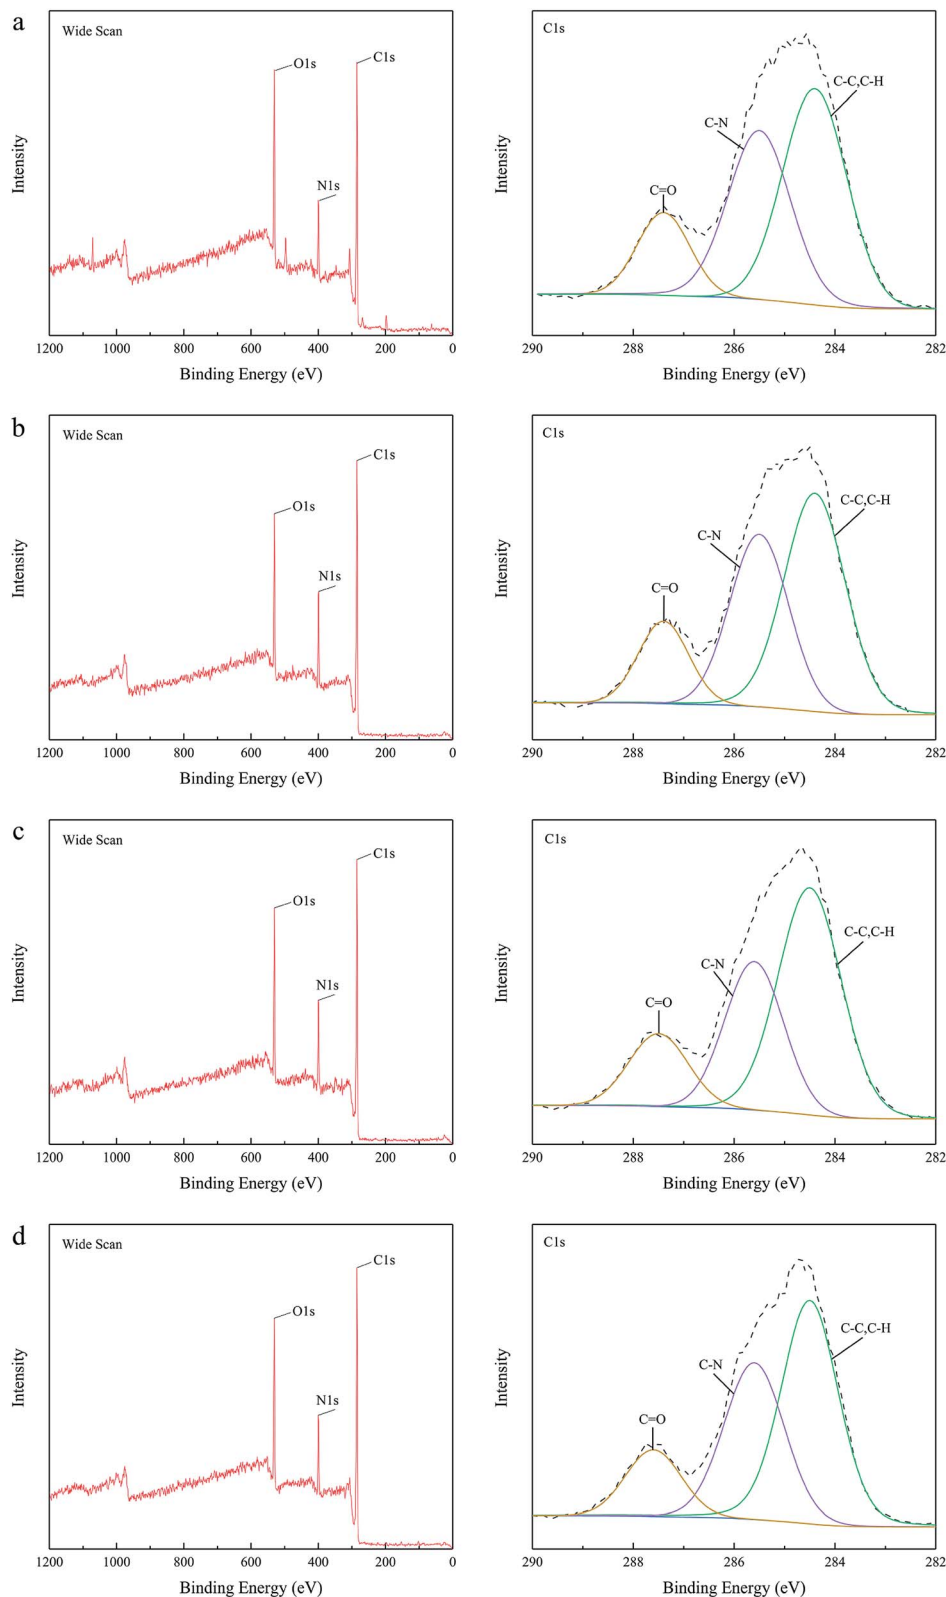 a
Wide Scan
O1s
C1s
N1s
Intensity
1200 1000 800 600 400 200 0
Binding Energy (eV)
C1s
C-C,C-H
C-N
C=O
Intensity
290 288 286 284 282
Binding Energy (eV)
b
Wide Scan
C1s
O1s
N1s
Intensity
1200 1000 800 600 400 200 0
Binding Energy (eV)
C1s
C-C,C-H
C-N
C=O
Intensity
290 288 286 284 282
Binding Energy (eV)
c
Wide Scan
C1s
O1s
N1s
Intensity
1200 1000 800 600 400 200 0
Binding Energy (eV)
C1s
C-C,C-H
C-N
C=O
Intensity
290 288 286 284 282
Binding Energy (eV)
d
Wide Scan
C1s
O1s
N1s
Intensity
1200 1000 800 600 400 200 0
Binding Energy (eV)
C1s
C-C,C-H
C-N
C=O
Intensity
290 288 286 284 282
Binding Energy (eV)